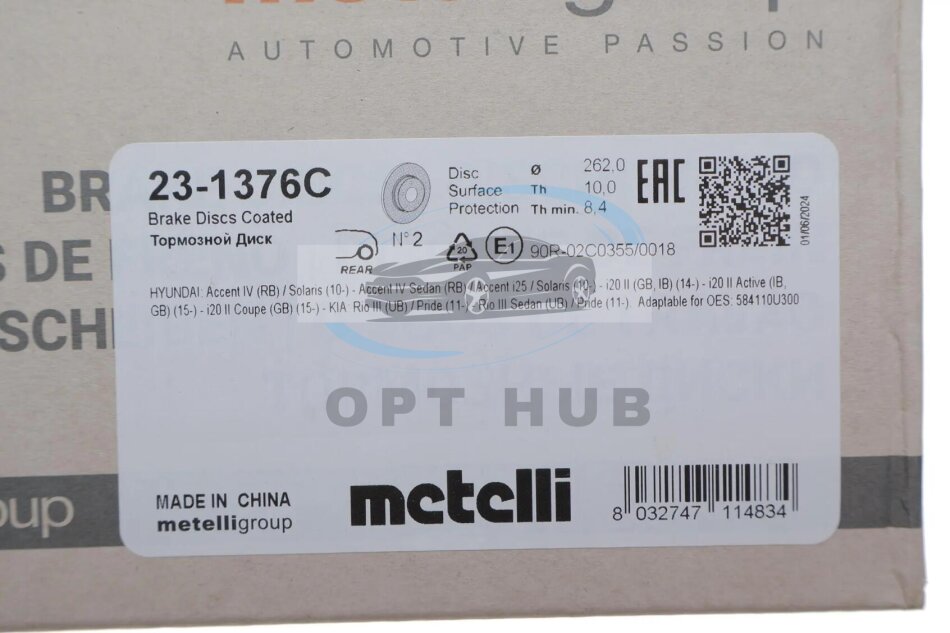 AUTOMOTIVE PASSION
23-1376C
Brake Discs Coated
Тормозной Диск
Disc Ø 262,0
Surface Th 10,0
Protection Th min. 8,4
EAC
01/06/2024
REAR
N°2
20
PAP
E1
90R-02C0355/0018
HYUNDAI: Accent IV (RB) / Solaris (10-) - Accent IV Sedan (RB) / Accent i25 / Solaris (10-) - i20 II (GB, IB) (14-) - i20 II Active (IB,
GB) (15-) - i20 II Coupe (GB) (15-) - KIA: Rio III (UB) / Pride (11-) - Rio III Sedan (UB) / Pride (11-). Adaptable for OES: 584110U300
OPT HUB
MADE IN CHINA
metelligroup
metelli
8 032747 114834